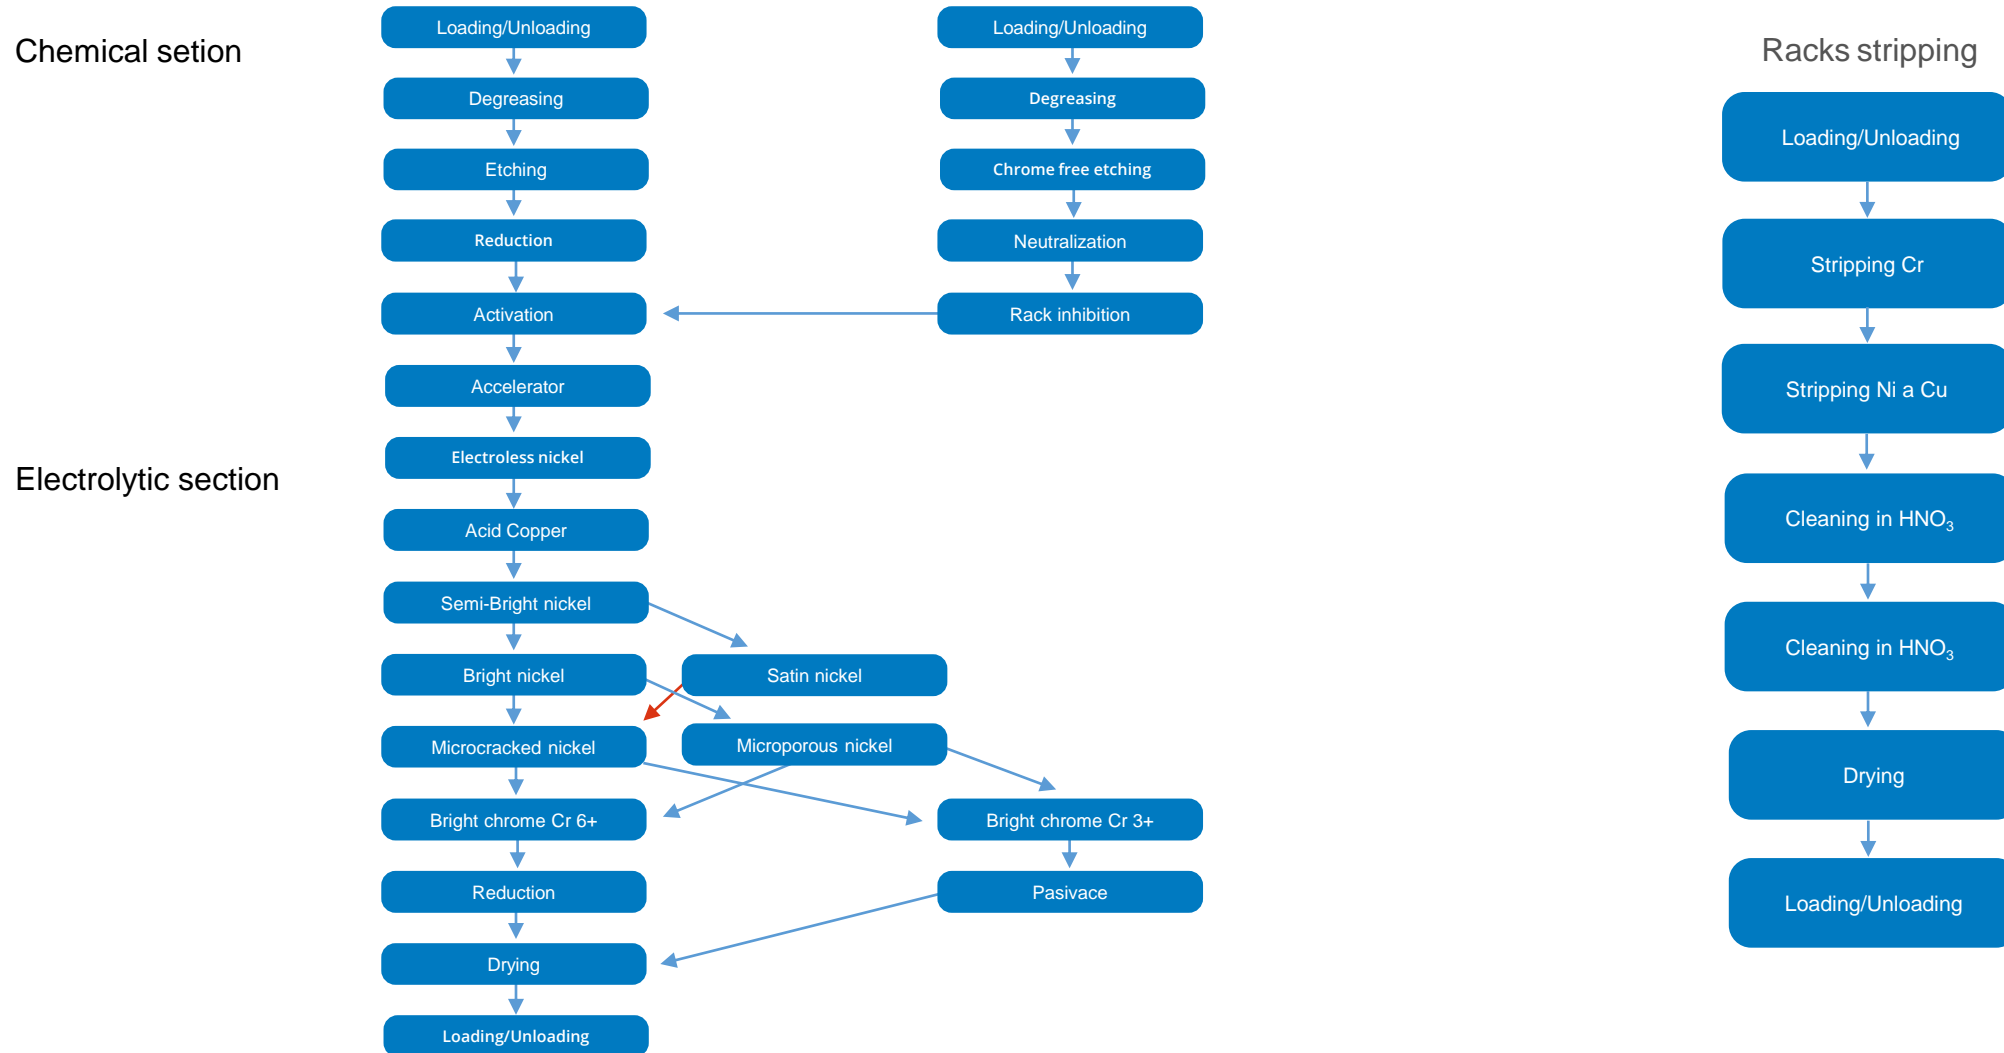 Chemical setion
Loading/Unloading
Degreasing
Etching
Reduction
Activation
Accelerator
Electrolytic section
Electroless nickel
Acid Copper
Semi-Bright nickel
Bright nickel
Microcracked nickel
Bright chrome Cr 6+
Reduction
Drying
Loading/Unloading
Satin nickel
Microporous nickel
Loading/Unloading
Degreasing
Chrome free etching
Neutralization
Rack inhibition
Bright chrome Cr 3+
Pasivace
Racks stripping
Loading/Unloading
Stripping Cr
Stripping Ni a Cu
Cleaning in HNO₃
Cleaning in HNO₃
Drying
Loading/Unloading